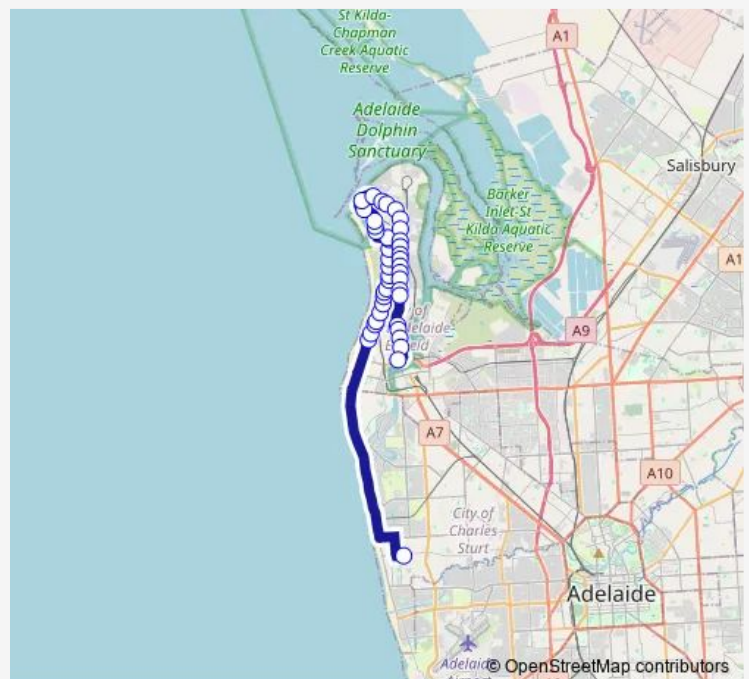 St Kilda-
Chapman
Creek Aquatic
Reserve
A1
Adelaide
Dolphin
Sanctuary
Salisbury
Barker
Inlet-St
Kilda Aquatic
Reserve
A1
A9
A7
A10
City of
Charles
Sturt
Adelaide
© OpenStreetMap contributors